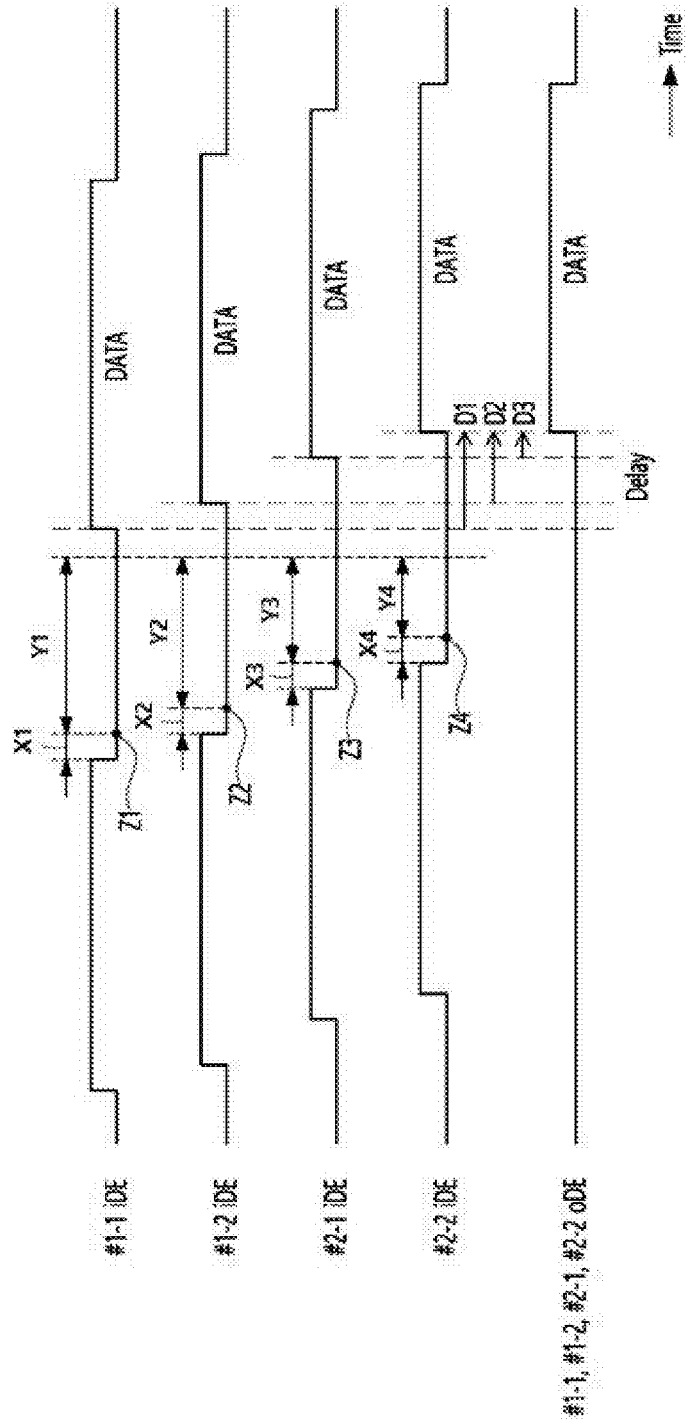 X1
Y1
#1-1 iDE
Z1
DATA
X2
Y2
#1-2 iDE
Z2
DATA
X3
Y3
#2-1 iDE
Z3
DATA
X4
Y4
#2-2 iDE
Z4
DATA
D1
D2
D3
#1-1, #1-2, #2-1, #2-2 oDE
DATA
Delay
Time